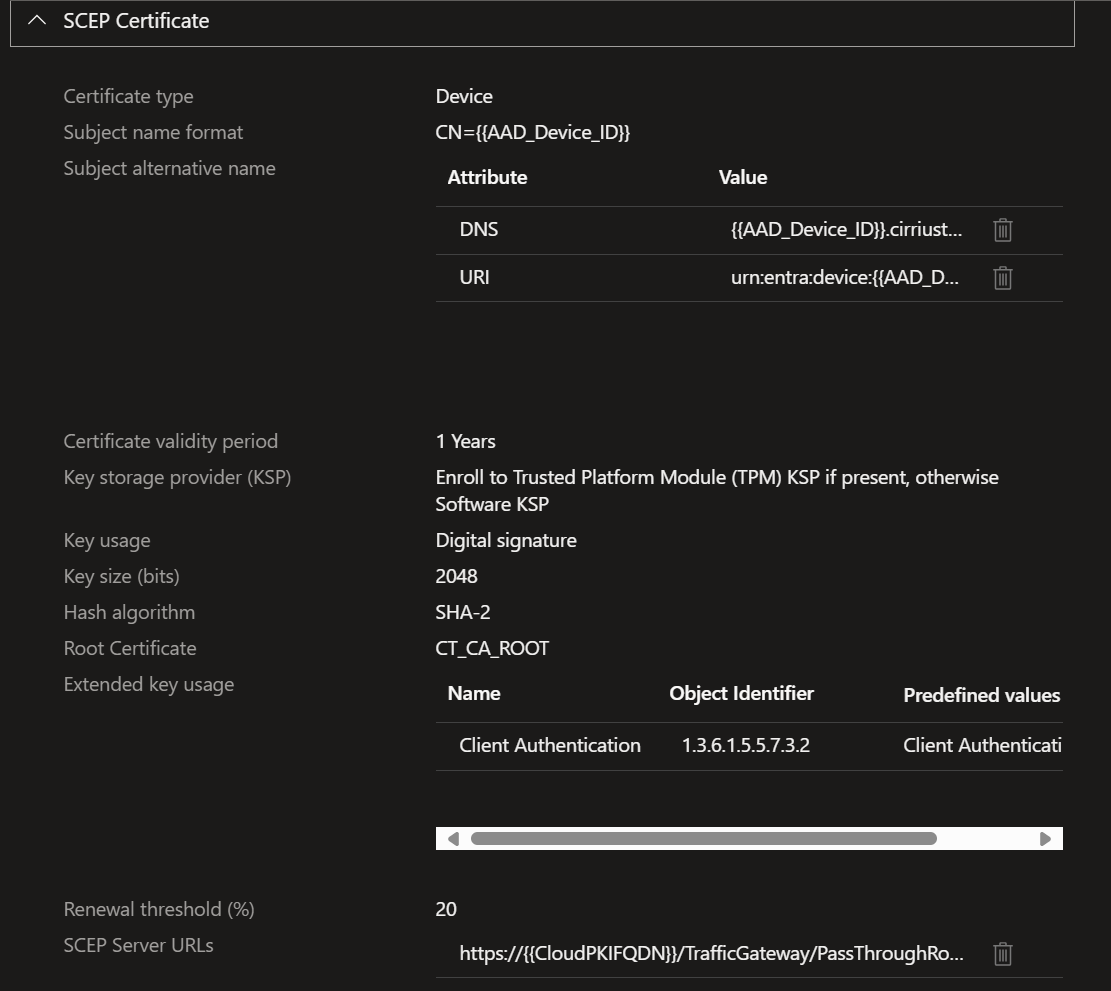 SCEP Certificate
Certificate type Device
Subject name format CN={{AAD_Device_ID}}
Subject alternative name
Attribute Value
DNS {{AAD_Device_ID}}.cirriust...
URI urn:entra:device:{{AAD_D...
Certificate validity period 1 Years
Key storage provider (KSP) Enroll to Trusted Platform Module (TPM) KSP if present, otherwise
Software KSP
Key usage Digital signature
Key size (bits) 2048
Hash algorithm SHA-2
Root Certificate CT_CA_ROOT
Extended key usage
Name Object Identifier Predefined values
Client Authentication 1.3.6.1.5.5.7.3.2 Client Authenticati
Renewal threshold (%) 20
SCEP Server URLs
https://{{CloudPKIFQDN}}/TrafficGateway/PassThroughRo...